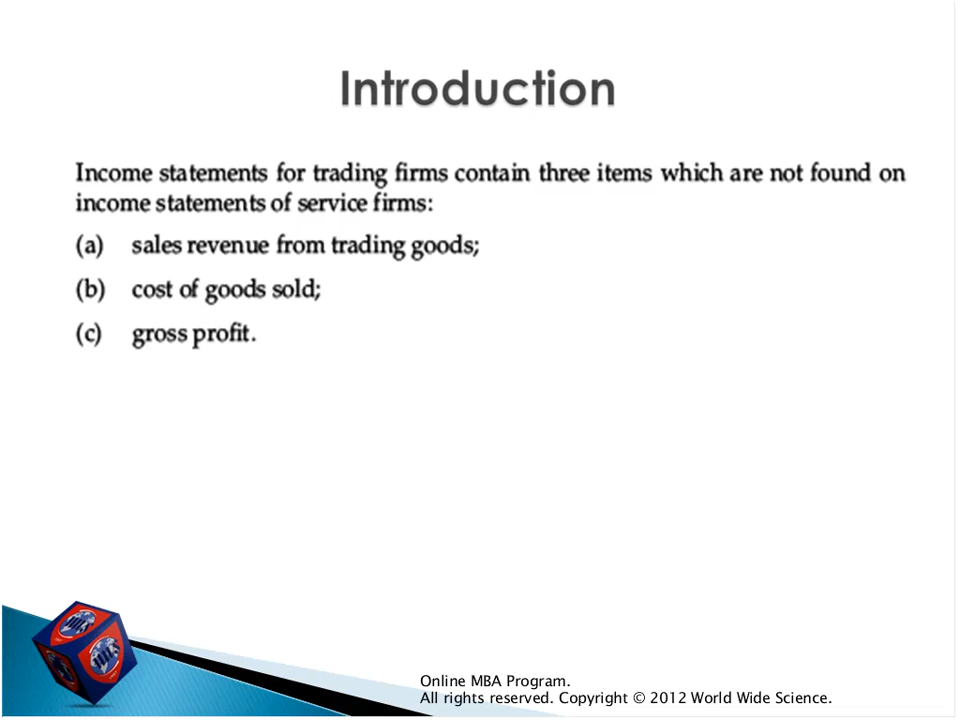 Introduction
Income statements for trading firms contain three items which are not found on
income statements of service firms:
(a) sales revenue from trading goods;
(b) cost of goods sold;
(c) gross profit.
Online MBA Program.
All rights reserved. Copyright © 2012 World Wide Science.